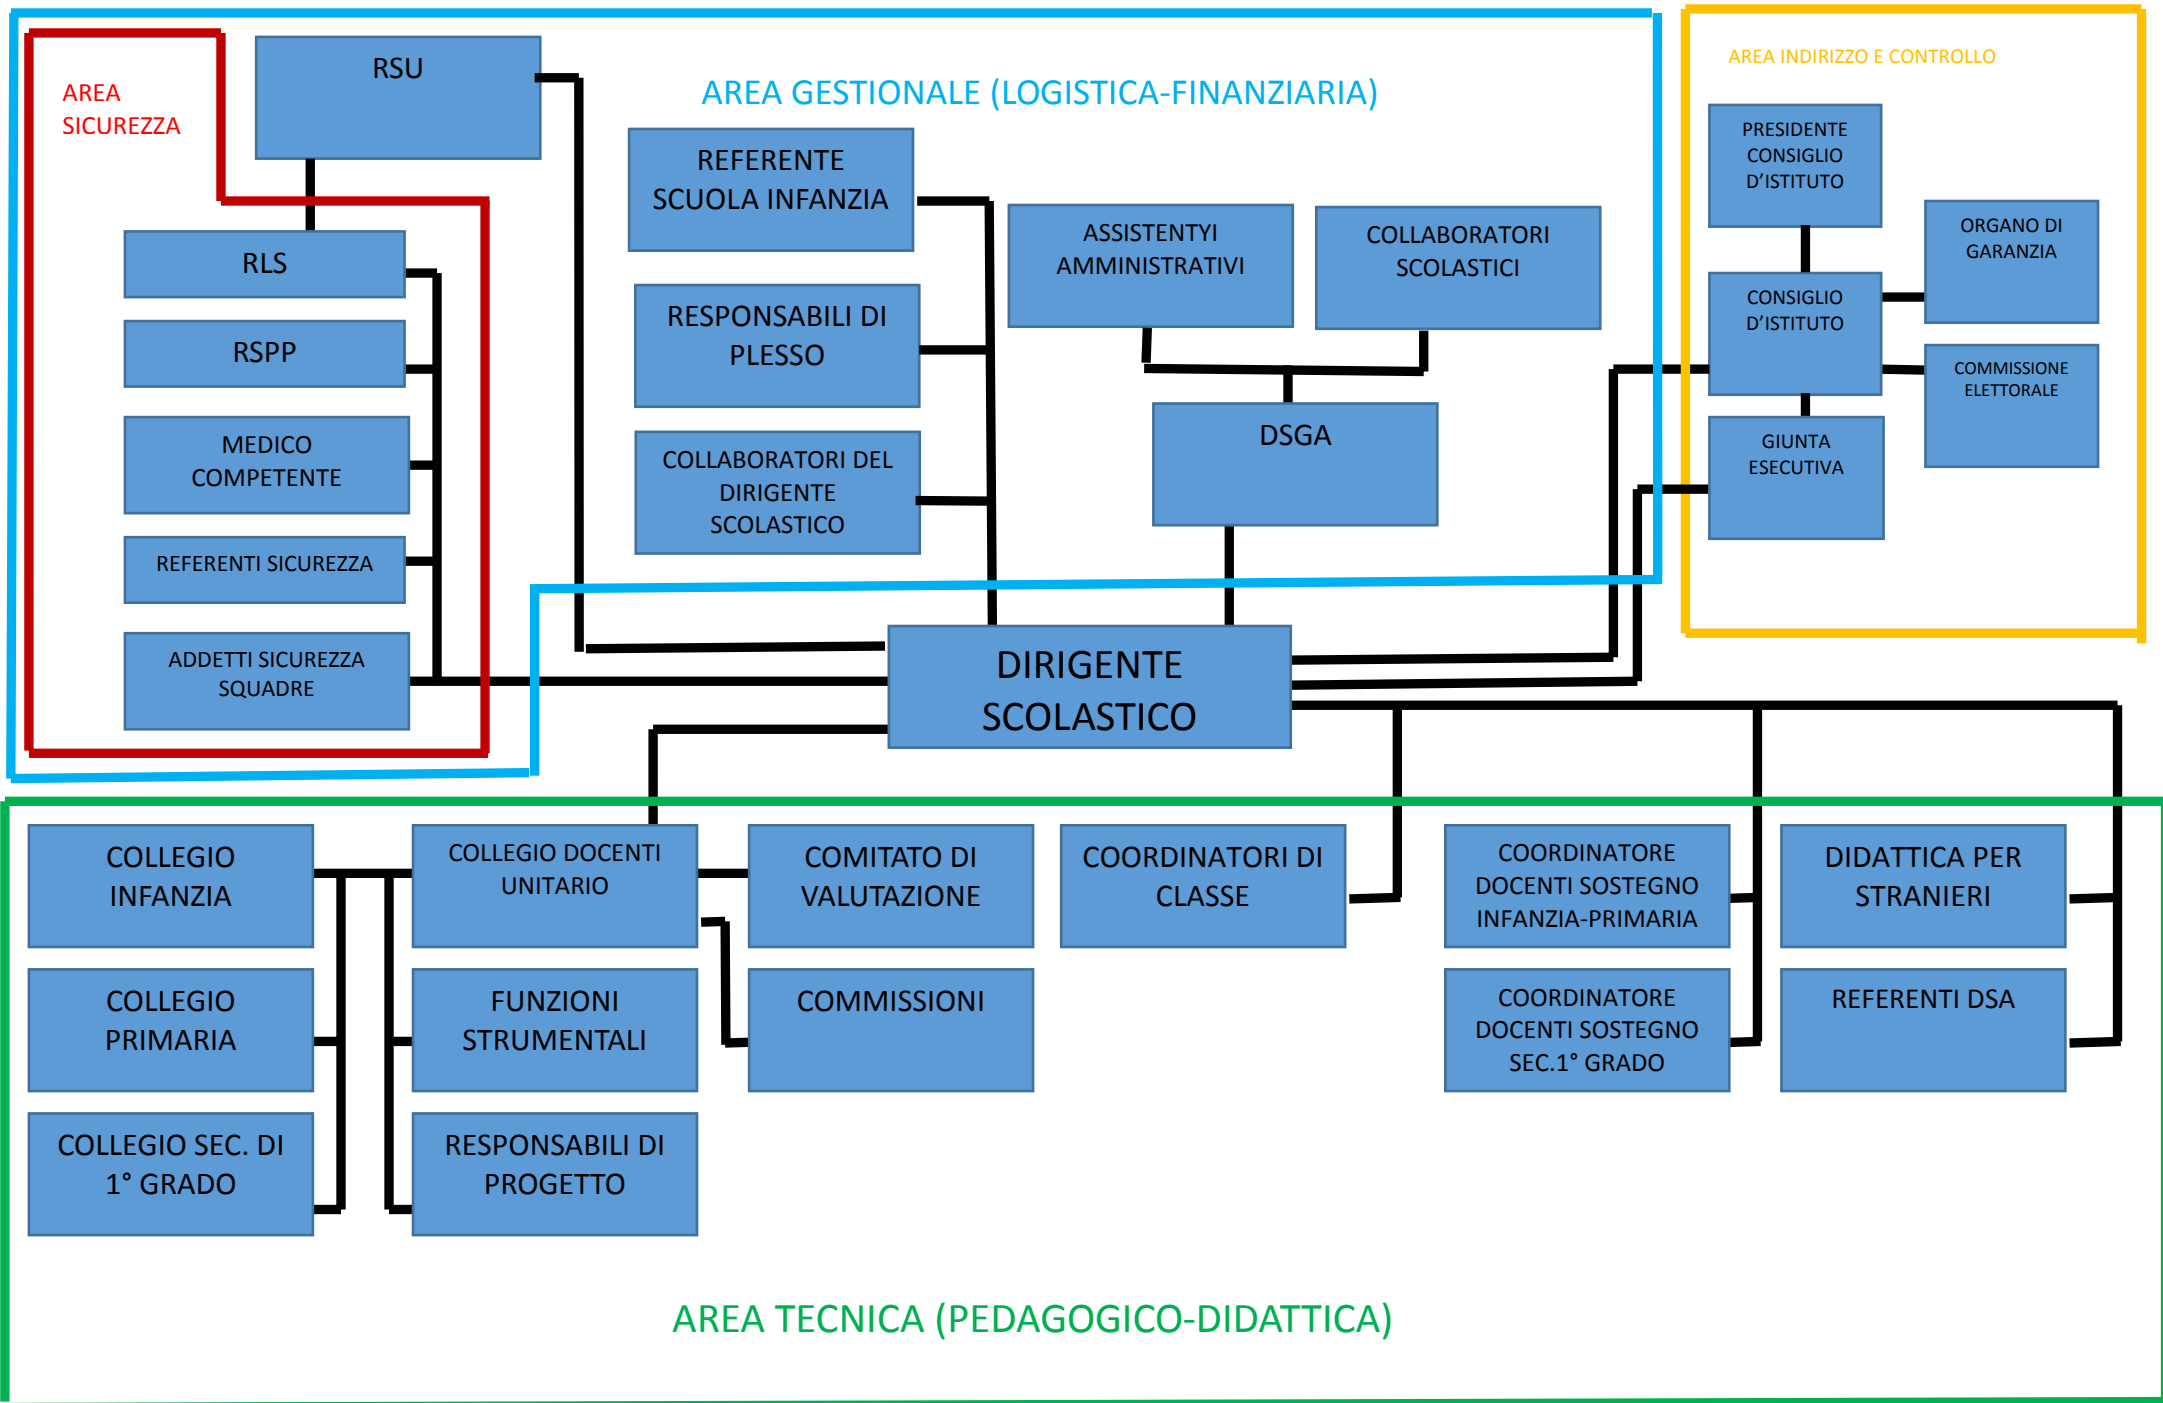 AREA
SICUREZZA
RSU
AREA GESTIONALE (LOGISTICA-FINANZIARIA)
AREA INDIRIZZO E CONTROLLO
RLS
RSPP
MEDICO
COMPETENTE
REFERENTI SICUREZZA
ADDETTI SICUREZZA
SQUADRE
REFERENTE
SCUOLA INFANZIA
RESPONSABILI DI
PLESSO
COLLABORATORI DEL
DIRIGENTE
SCOLASTICO
ASSISTENTYI
AMMINISTRATIVI
COLLABORATORI
SCOLASTICI
DSGA
PRESIDENTE
CONSIGLIO
D'ISTITUTO
ORGANO DI
GARANZIA
CONSIGLIO
D'ISTITUTO
COMMISSIONE
ELETTORALE
GIUNTA
ESECUTIVA
DIRIGENTE
SCOLASTICO
COLLEGIO
INFANZIA
COLLEGIO DOCENTI
UNITARIO
COMITATO DI
VALUTAZIONE
COORDINATORI DI
CLASSE
COORDINATORE
DOCENTI SOSTEGNO
INFANZIA-PRIMARIA
DIDATTICA PER
STRANIERI
COLLEGIO
PRIMARIA
FUNZIONI
STRUMENTALI
COMMISSIONI
COORDINATORE
DOCENTI SOSTEGNO
SEC.1° GRADO
REFERENTI DSA
COLLEGIO SEC. DI
1° GRADO
RESPONSABILI DI
PROGETTO
AREA TECNICA (PEDAGOGICO-DIDATTICA)